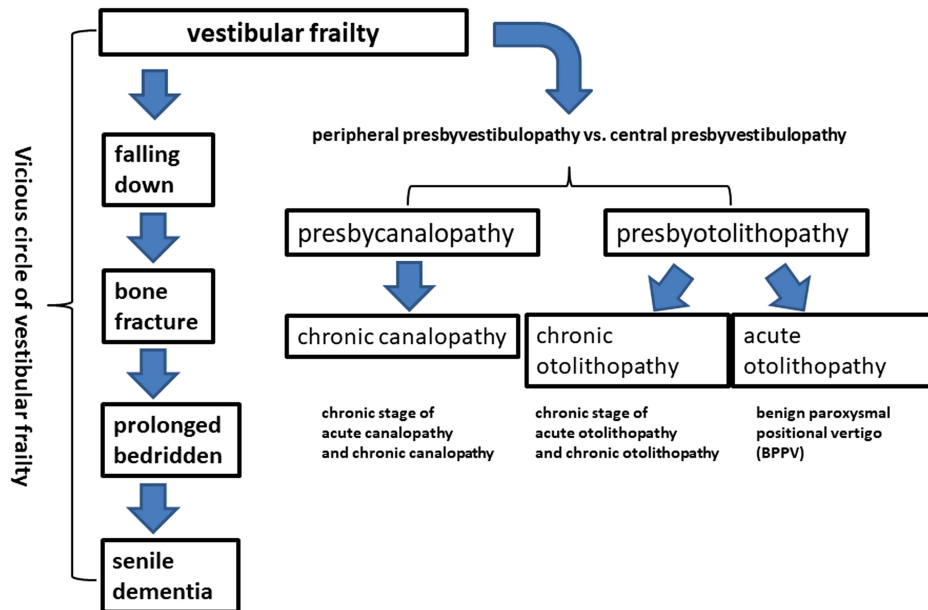 Vicious circle of vestibular frailty
vestibular frailty
falling
down
bone
fracture
prolonged
bedridden
senile
dementia
peripheral presbyvestibulopathy vs. central presbyvestibulopathy
presbycanalopathy
presbyotolithopathy
chronic canalopathy
chronic
otolithopathy
acute
otolithopathy
chronic stage of
acute canalopathy
and chronic canalopathy
chronic stage of
acute otolithopathy
and chronic otolithopathy
benign paroxysmal
positional vertigo
(BPPV)